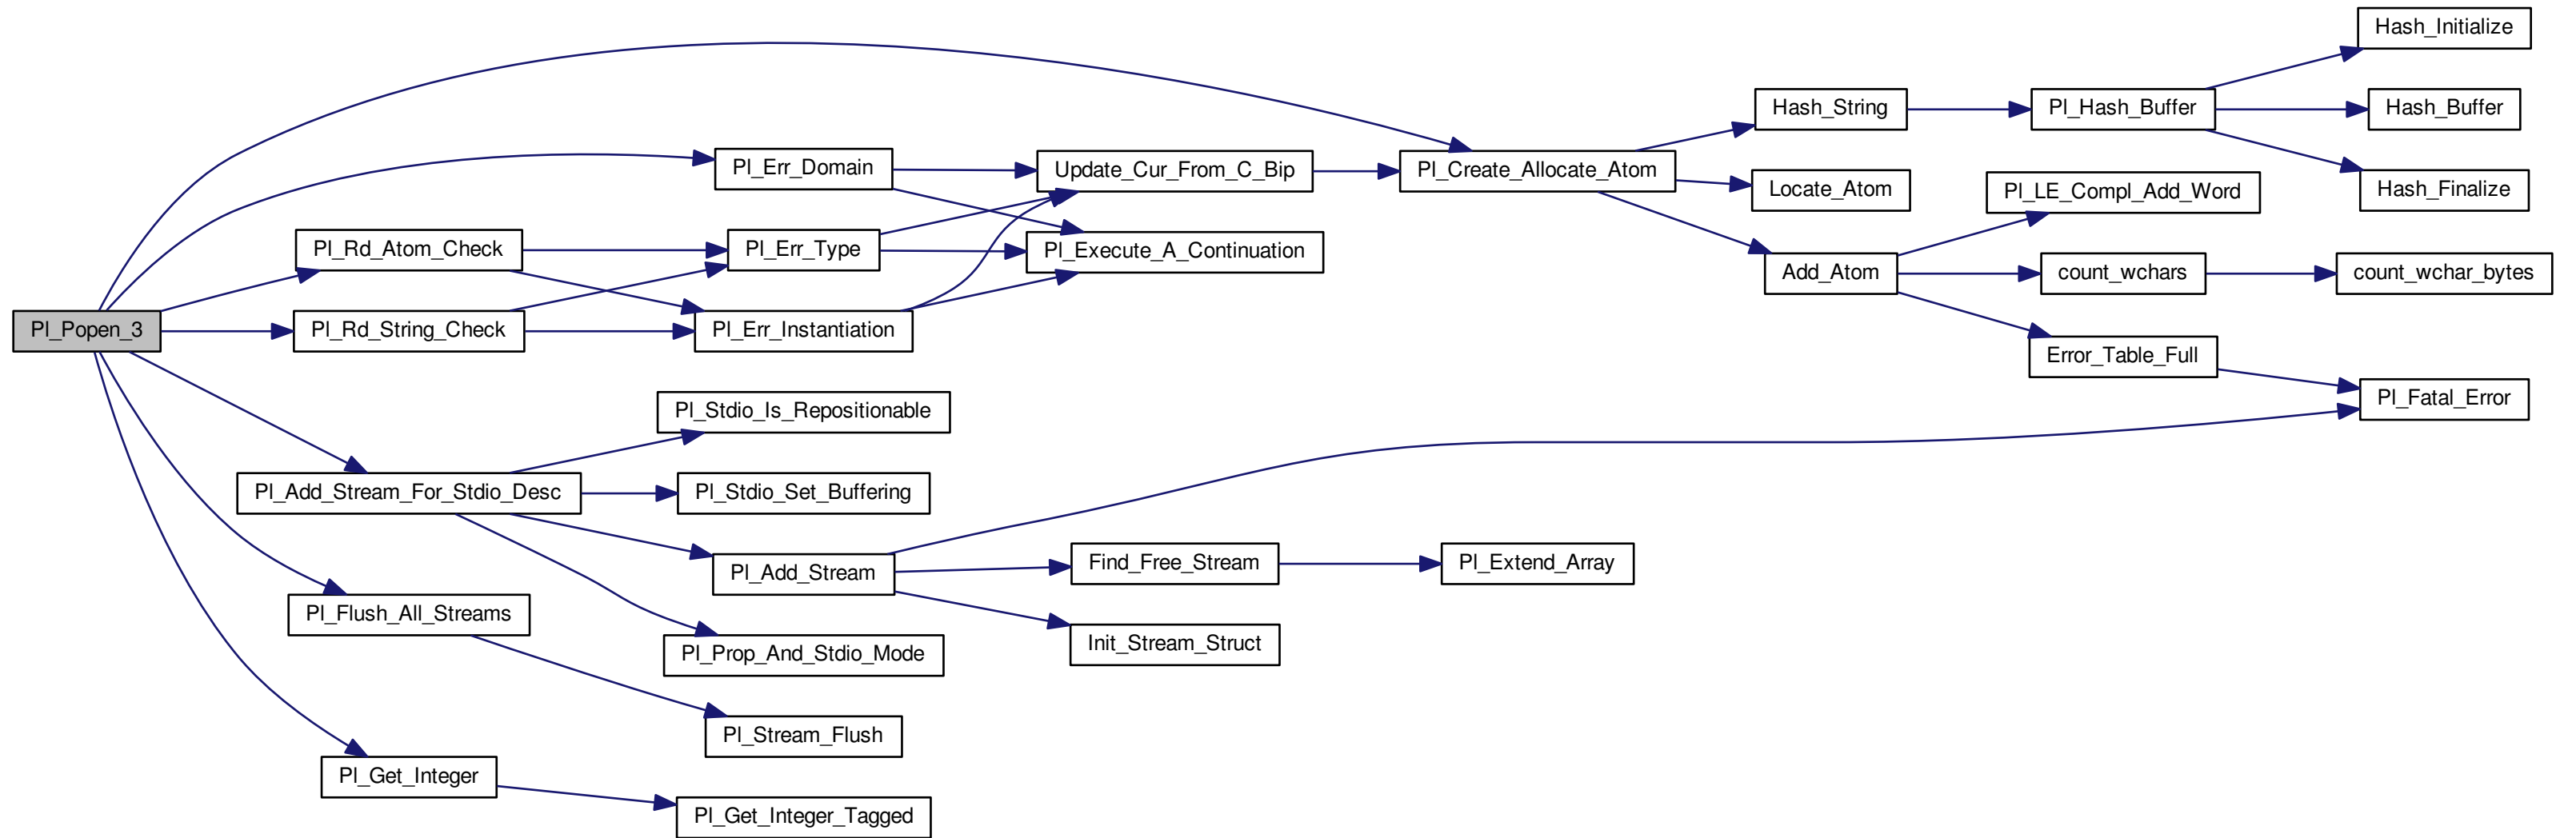 Pl_Popen_3
Pl_Rd_Atom_Check
Pl_Rd_String_Check
Pl_Add_Stream_For_Stdio_Desc
Pl_Flush_All_Streams
Pl_Get_Integer
Pl_Err_Domain
Pl_Err_Type
Pl_Err_Instantiation
Pl_Stdio_Is_Repositionable
Pl_Stdio_Set_Buffering
Pl_Add_Stream
Pl_Prop_And_Stdio_Mode
Pl_Stream_Flush
Pl_Get_Integer_Tagged
Update_Cur_From_C_Bip
Pl_Execute_A_Continuation
Find_Free_Stream
Init_Stream_Struct
Pl_Create_Allocate_Atom
Pl_Extend_Array
Hash_String
Locate_Atom
Add_Atom
Pl_Hash_Buffer
Pl_LE_Compl_Add_Word
count_wchars
Error_Table_Full
Hash_Initialize
Hash_Buffer
Hash_Finalize
count_wchar_bytes
Pl_Fatal_Error